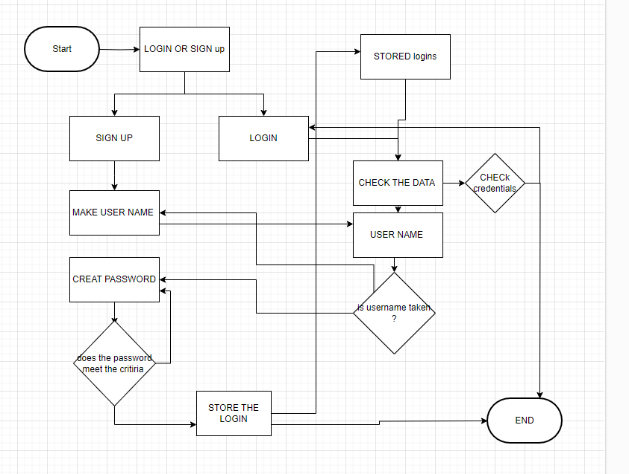 Start
LOGIN OR SIGN up
STORED logins
SIGN UP
LOGIN
CHECK THE DATA
CHECk
credentials
MAKE USER NAME
USER NAME
CREAT PASSWORD
is username taken
?
does the password
meet the critiria
STORE THE
LOGIN
END